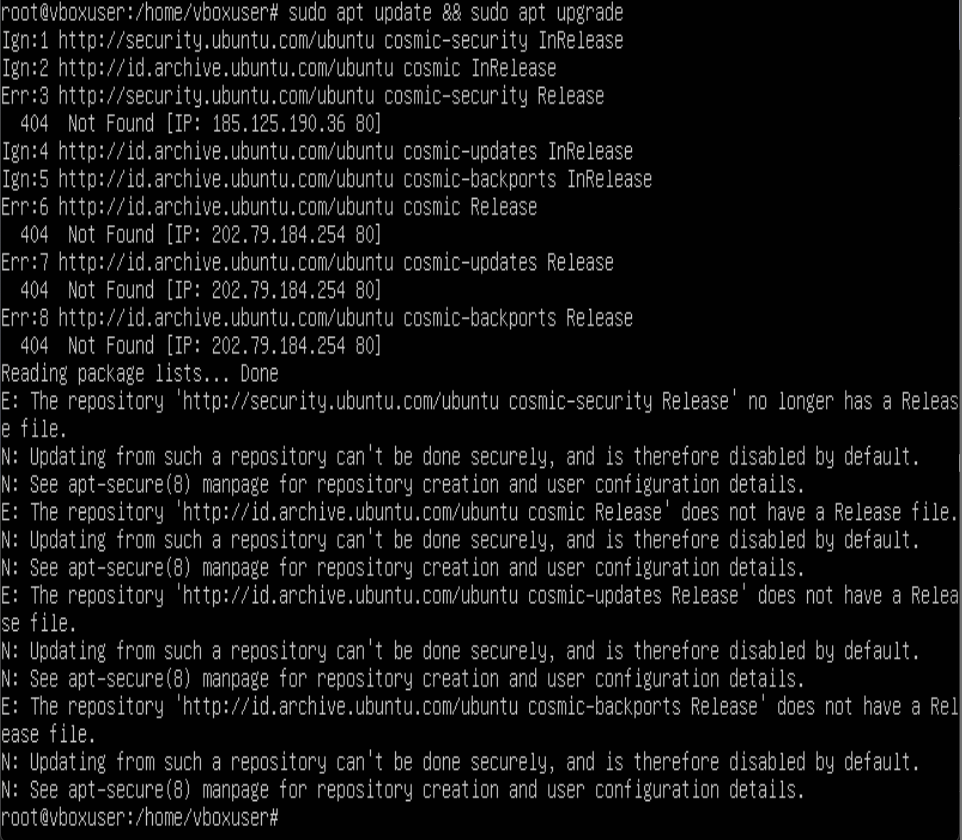 root@vboxuser:/home/vboxuser# sudo apt update && sudo apt upgrade
Ign:1 http://security.ubuntu.com/ubuntu cosmic-security InRelease
Ign:2 http://id.archive.ubuntu.com/ubuntu cosmic InRelease
Err:3 http://security.ubuntu.com/ubuntu cosmic-security Release
  404  Not Found [IP: 185.125.190.36 80]
Ign:4 http://id.archive.ubuntu.com/ubuntu cosmic-updates InRelease
Ign:5 http://id.archive.ubuntu.com/ubuntu cosmic-backports InRelease
Err:6 http://id.archive.ubuntu.com/ubuntu cosmic Release
  404  Not Found [IP: 202.79.184.254 80]
Err:7 http://id.archive.ubuntu.com/ubuntu cosmic-updates Release
  404  Not Found [IP: 202.79.184.254 80]
Err:8 http://id.archive.ubuntu.com/ubuntu cosmic-backports Release
  404  Not Found [IP: 202.79.184.254 80]
Reading package lists... Done
E: The repository 'http://security.ubuntu.com/ubuntu cosmic-security Release' no longer has a Releas
e file.
N: Updating from such a repository can't be done securely, and is therefore disabled by default.
N: See apt-secure(8) manpage for repository creation and user configuration details.
E: The repository 'http://id.archive.ubuntu.com/ubuntu cosmic Release' does not have a Release file.
N: Updating from such a repository can't be done securely, and is therefore disabled by default.
N: See apt-secure(8) manpage for repository creation and user configuration details.
E: The repository 'http://id.archive.ubuntu.com/ubuntu cosmic-updates Release' does not have a Relea
se file.
N: Updating from such a repository can't be done securely, and is therefore disabled by default.
N: See apt-secure(8) manpage for repository creation and user configuration details.
E: The repository 'http://id.archive.ubuntu.com/ubuntu cosmic-backports Release' does not have a Rel
ease file.
N: Updating from such a repository can't be done securely, and is therefore disabled by default.
N: See apt-secure(8) manpage for repository creation and user configuration details.
root@vboxuser:/home/vboxuser#